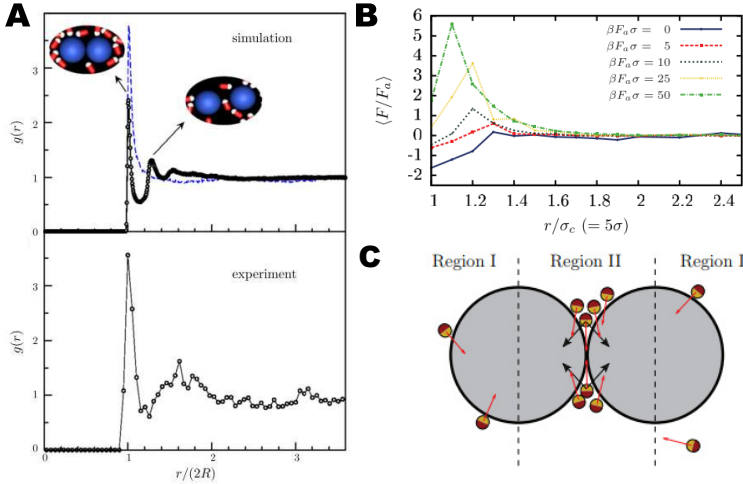 A
simulation
g(r)
3
2
1
0
experiment
g(r)
3
2
1
0
0
1
2
3
r/(2R)
B
⟨F/Fₐ⟩
6
5
4
3
2
1
0
-1
-2
βFₐσ = 0
βFₐσ = 5
βFₐσ = 10
βFₐσ = 25
βFₐσ = 50
1 1.2 1.4 1.6 1.8 2 2.2 2.4
r/σ_c (= 5σ)
C
Region I Region II Region I